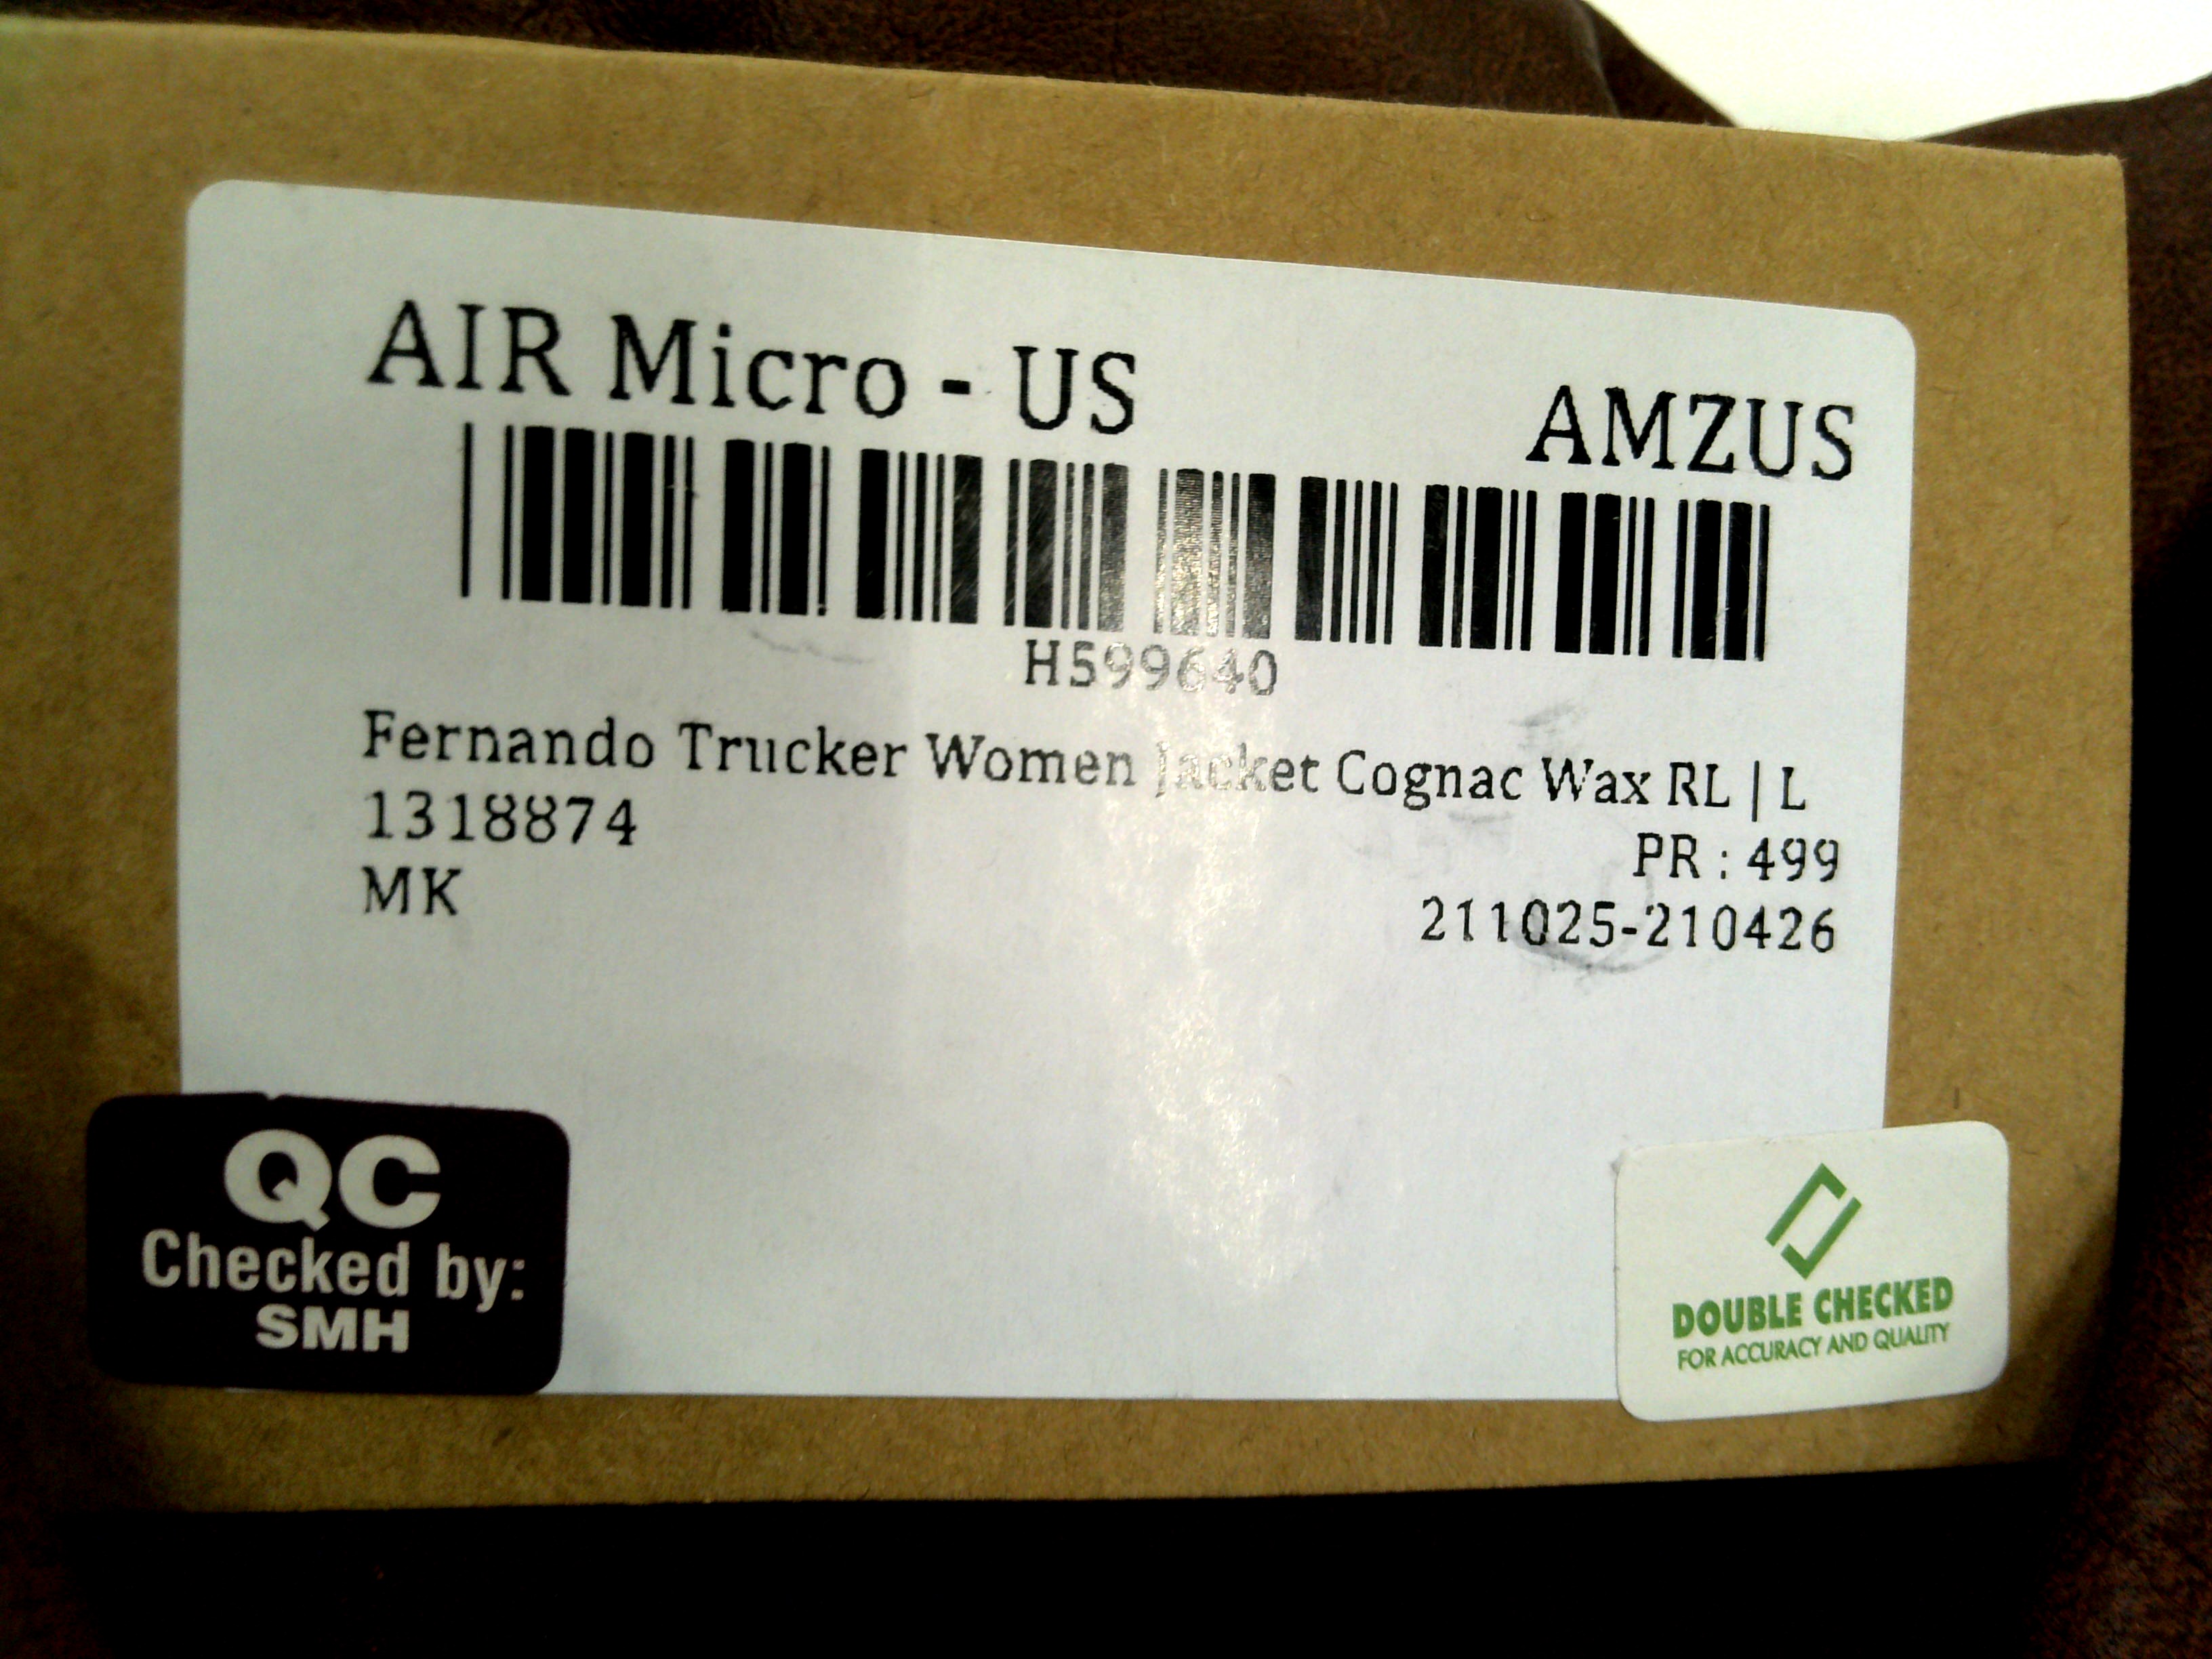 AIR Micro - US
AMZUS
H599640
Fernando Trucker Women Jacket Cognac Wax RL | L
1318874
PR : 499
MK
211025-210426
QC
Checked by:
SMH
DOUBLE CHECKED
FOR ACCURACY AND QUALITY